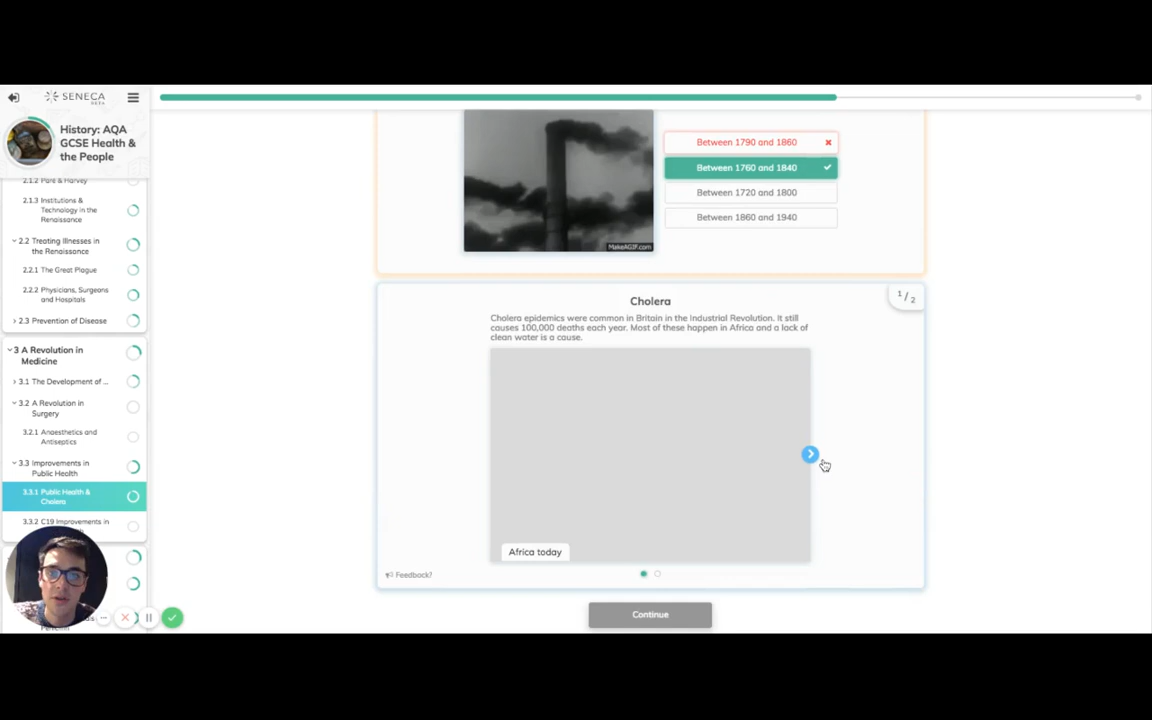 SENECA
BETA
History: AQA
GCSE Health &
the People
2.1.2 Paré & Harvey
2.1.3 Institutions &
Technology in the
Renaissance
2.2 Treating Illnesses in
the Renaissance
2.2.1 The Great Plague
2.2.2 Physicians, Surgeons
and Hospitals
2.3 Prevention of Disease
3 A Revolution in
Medicine
3.1 The Development of ...
3.2 A Revolution in
Surgery
3.2.1 Anaesthetics and
Antiseptics
3.3 Improvements in
Public Health
3.3.1 Public Health &
Cholera
3.3.2 C19 Improvements in
Between 1790 and 1860
Between 1760 and 1840
Between 1720 and 1800
Between 1860 and 1940
MakeAGIF.com
Cholera
1/2
Cholera epidemics were common in Britain in the Industrial Revolution. It still
causes 100,000 deaths each year. Most of these happen in Africa and a lack of
clean water is a cause.
Africa today
Feedback?
Continue